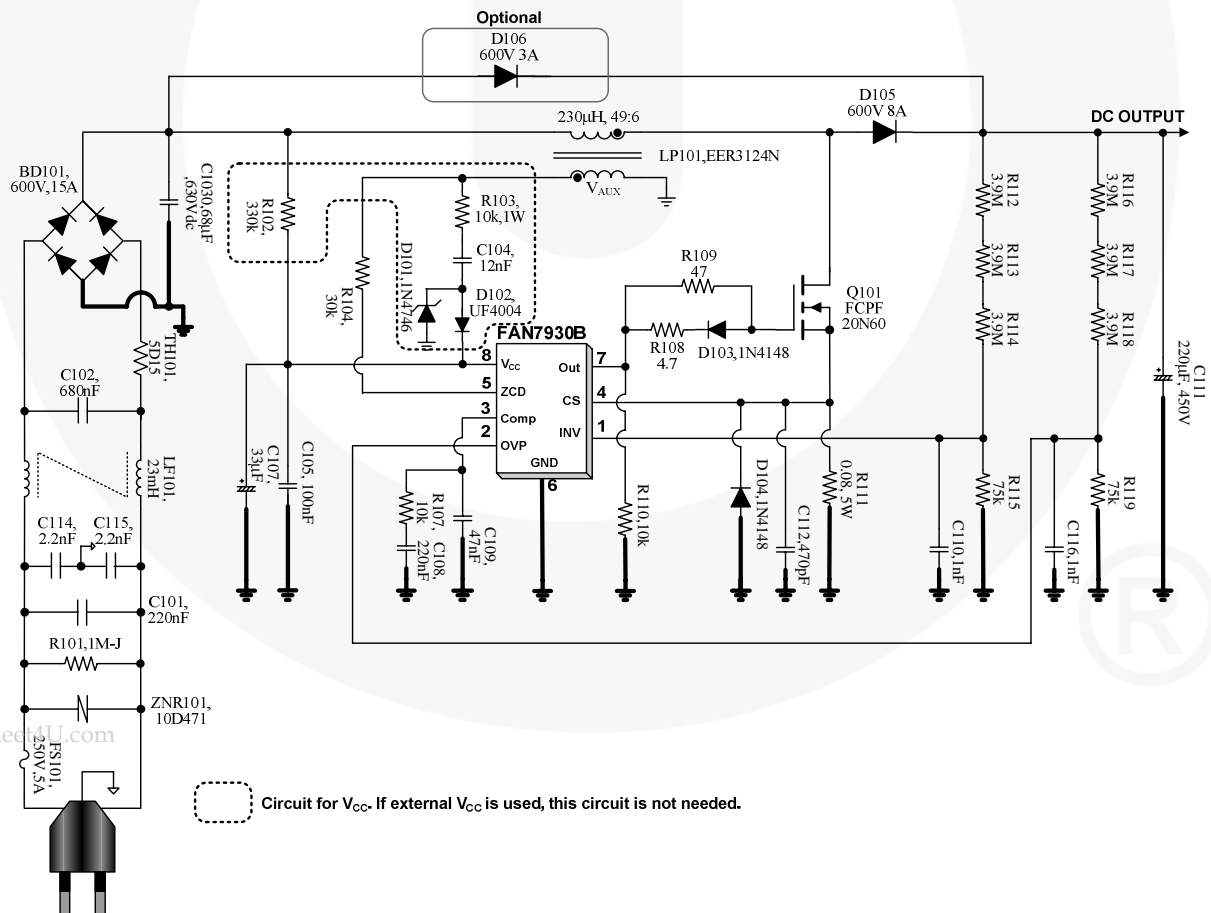 Optional
D106
600V 3A
D105
600V 8A
DC OUTPUT
230μH, 49:6
LP101,EER3124N
VAUX
BD101,
600V,15A
C1030,68μF
,630Vdc
R102,
330k
R103,
10k,1W
C104,
12nF
D101,1N4746
D102,
UF4004
R104,
30k
R109
47
R108
4.7
D103,1N4148
Q101
FCPF
20N60
R112
3.9M
R113
3.9M
R114
3.9M
R116
3.9M
R117
3.9M
R118
3.9M
C111
220μF, 450V
FAN7930B
8
VCC
5
ZCD
3
Comp
2
OVP
7
Out
4
CS
1
INV
GND
6
TH101,
5D15
C102,
680nF
LF101,
23mH
C107,
33μF
C105, 100nF
R107,
10k
C108,
220nF
C109,
47nF
R110,10k
D104,1N4148
C112,470pF
R111
0.08, 5W
C110,1nF
R115
75k
C116,1nF
R119
75k
C114,
2.2nF
C115,
2.2nF
C101,
220nF
R101,1M-J
ZNR101,
10D471
eet4U.com
FS101,
250V,5A
Circuit for VCC. If external VCC is used, this circuit is not needed.
R